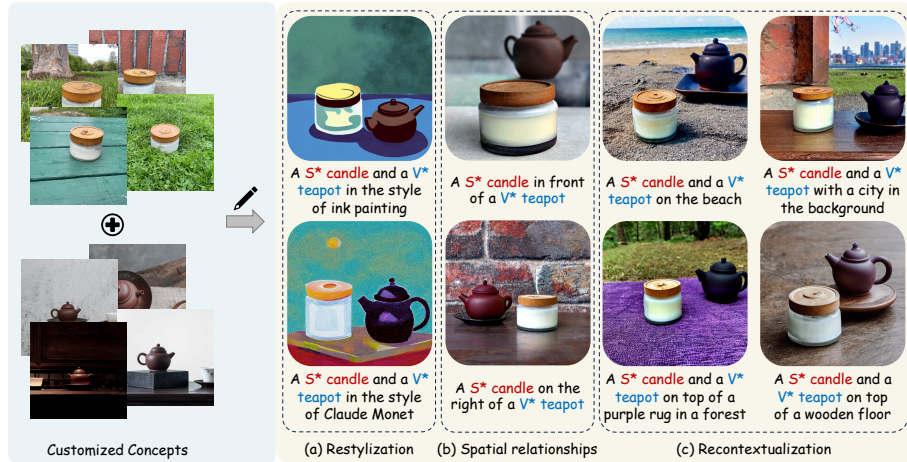 A S* candle and a V*
teapot in the style
of ink painting
A S* candle in front
of a V* teapot
A S* candle and a V*
teapot on the beach
A S* candle and a V*
teapot with a city in
the background
A S* candle and a V*
teapot in the style
of Claude Monet
A S* candle on the
right of a V* teapot
A S* candle and a V*
teapot on top of a
purple rug in a forest
A S* candle and a
V* teapot on top
of a wooden floor
Customized Concepts
(a) Restylization
(b) Spatial relationships
(c) Recontextualization